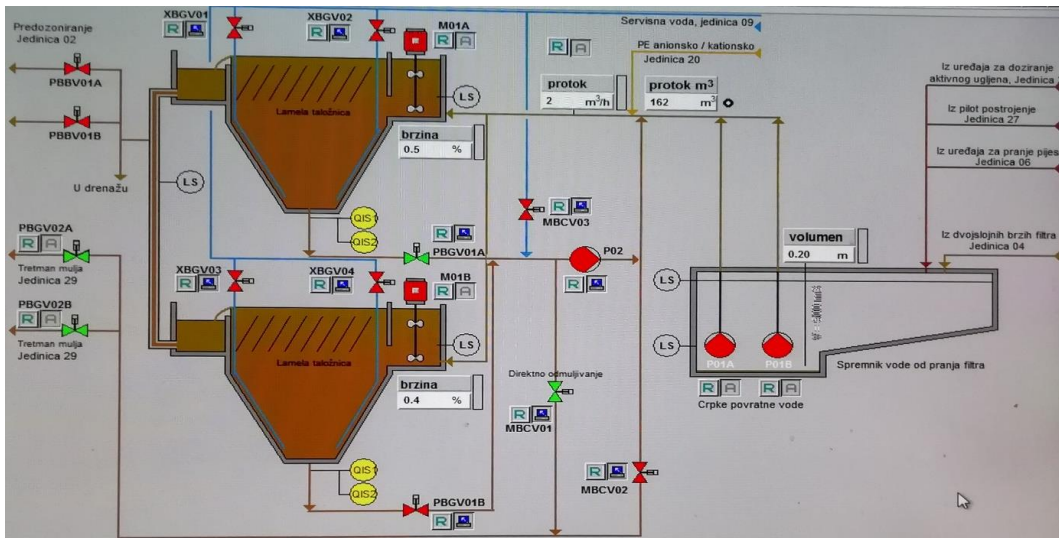 XBGV01
R
XBGV02
R
M01A
R A
Servisna voda, jedinica 09
PE anionsko / kationsko
Jedinica 20
R A
Predozoniranje
Jedinica 02
PBBV01A
PBBV01B
U drenažu
LS
Lamela taložnica
LS
brzina
0.5 %
protok
2 m³/h
protok m³
162 m³
Iz uređaja za doziranje
aktivnog ugljena, Jedinica
Iz pilot postrojenje
Jedinica 27
Iz uređaja za pranje
Jedinica 06
Iz dvojslojnih brzih filtra
Jedinica 04
QIS1
QIS2
R
PBGV01A
R
MBCV03
P02
R
PBGV02A
R A
Tretman mulja
Jedinica 29
PBGV02B
R A
Tretman mulja
Jedinica 29
XBGV03
R
XBGV04
R
M01B
R A
Lamela taložnica
LS
brzina
0.4 %
QIS1
QIS2
PBGV01B
R
Direktno odmuljivanje
R
MBCV01
R
MBCV02
volumen
0.20 m
LS
LS
P01A
P01B
R A
R A
Crpke povratne vode
Spremnik vode od pranja filtra